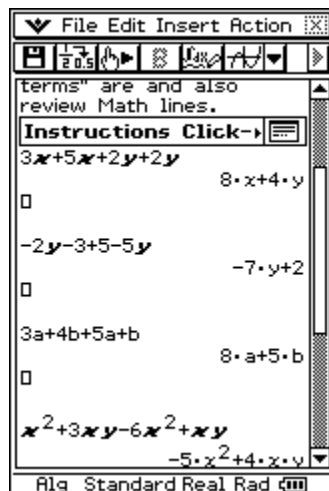 File Edit Insert Action
terms" are and also
review Math lines.
Instructions Click-
3x+5x+2y+2y
8·x+4·y
-2y-3+5-5y
-7·y+2
3a+4b+5a+b
8·a+5·b
x²+3xy-6x²+xy
-5·x²+4·x·y
Alg Standard Real Rad